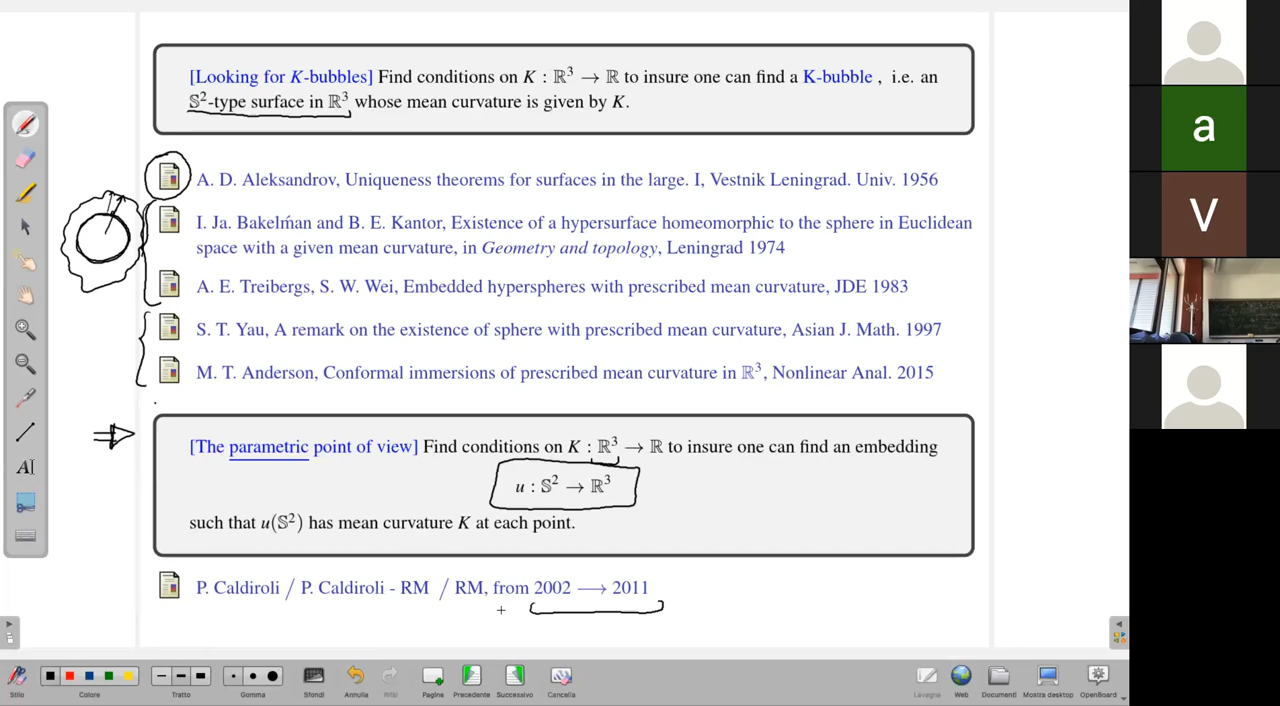 [Looking for K-bubbles] Find conditions on K : ℝ³ → ℝ to insure one can find a K-bubble , i.e. an
𝕊²-type surface in ℝ³ whose mean curvature is given by K.
A. D. Aleksandrov, Uniqueness theorems for surfaces in the large. I, Vestnik Leningrad. Univ. 1956
I. Ja. Bakelḿan and B. E. Kantor, Existence of a hypersurface homeomorphic to the sphere in Euclidean
space with a given mean curvature, in Geometry and topology, Leningrad 1974
A. E. Treibergs, S. W. Wei, Embedded hyperspheres with prescribed mean curvature, JDE 1983
S. T. Yau, A remark on the existence of sphere with prescribed mean curvature, Asian J. Math. 1997
M. T. Anderson, Conformal immersions of prescribed mean curvature in ℝ³, Nonlinear Anal. 2015
[The parametric point of view] Find conditions on K : ℝ³ → ℝ to insure one can find an embedding
u : 𝕊² → ℝ³
such that u(𝕊²) has mean curvature K at each point.
P. Caldiroli / P. Caldiroli - RM / RM, from 2002 ⟶ 2011
a
V
AI
Stilo
Colore
Tratto
Gomma
Sfondi
Annulla
Pagine
Precedente
Successivo
Cancella
Lavagna
Web
Documenti
Mostra desktop
OpenBoard